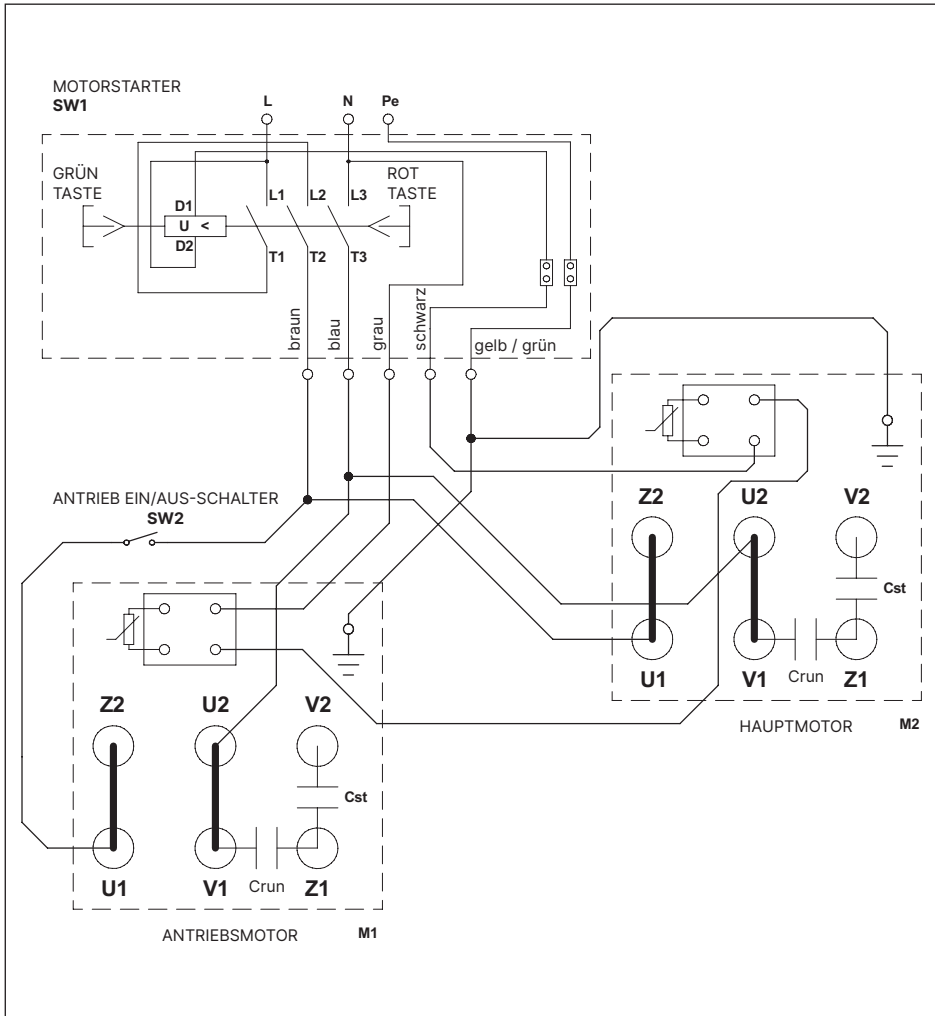 MOTORSTARTER
SW1
L N Pe
GRÜN
TASTE
ROT
TASTE
D1
U <
D2
L1 L2 L3
T1 T2 T3
braun
blau
grau
schwarz
gelb / grün
ANTRIEB EIN/AUS-SCHALTER
SW2
Z2 U2 V2
Cst
U1 V1 Crun Z1
HAUPTMOTOR M2
Z2 U2 V2
Cst
U1 V1 Crun Z1
ANTRIEBSMOTOR M1